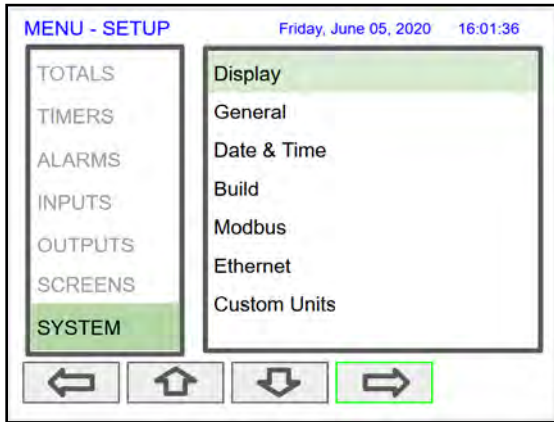 MENU - SETUP Friday, June 05, 2020 16:01:36
TOTALS
TIMERS
ALARMS
INPUTS
OUTPUTS
SCREENS
SYSTEM
Display
General
Date & Time
Build
Modbus
Ethernet
Custom Units